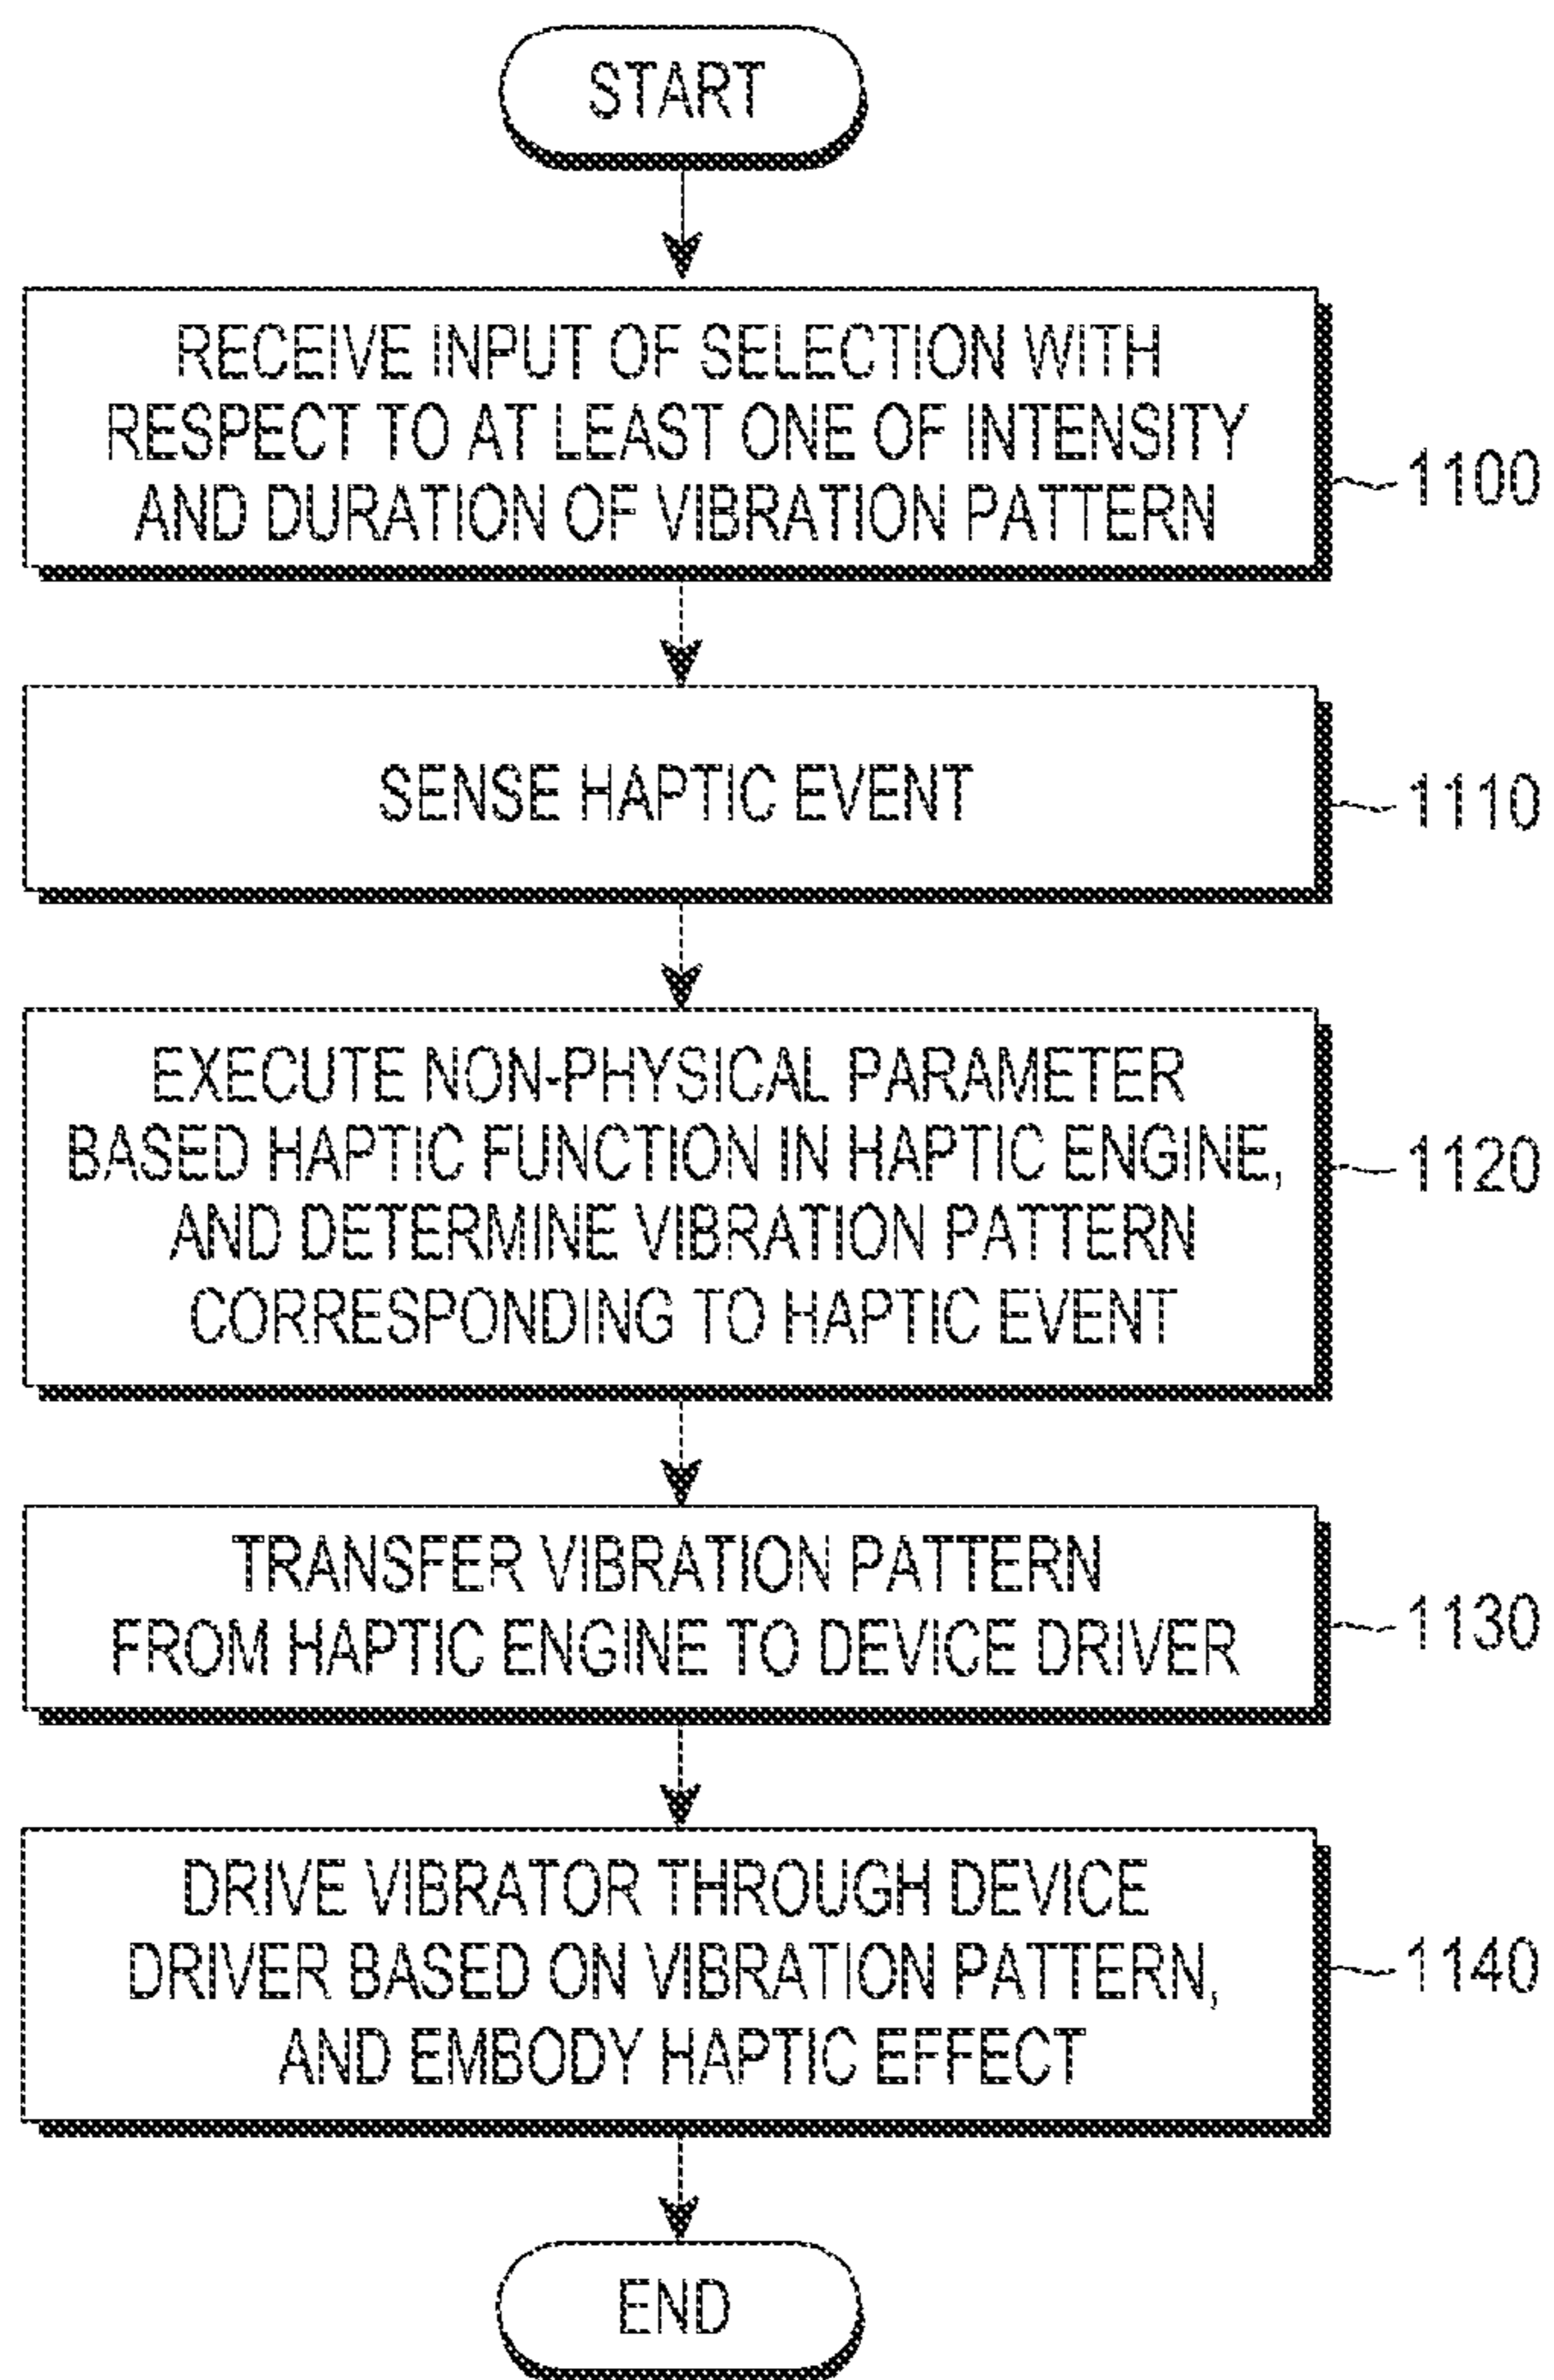 START
RECEIVE INPUT OF SELECTION WITH
RESPECT TO AT LEAST ONE OF INTENSITY
AND DURATION OF VIBRATION PATTERN
1100
SENSE HAPTIC EVENT
1110
EXECUTE NON-PHYSICAL PARAMETER
BASED HAPTIC FUNCTION IN HAPTIC ENGINE,
AND DETERMINE VIBRATION PATTERN
CORRESPONDING TO HAPTIC EVENT
1120
TRANSFER VIBRATION PATTERN
FROM HAPTIC ENGINE TO DEVICE DRIVER
1130
DRIVE VIBRATOR THROUGH DEVICE
DRIVER BASED ON VIBRATION PATTERN,
AND EMBODY HAPTIC EFFECT
1140
END